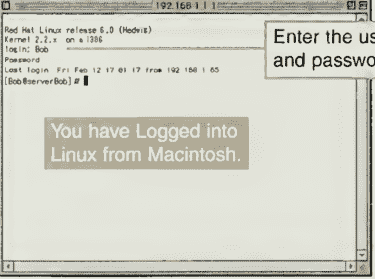 192.168.1.1
Red Hat Linux release 6.0 (Hedwig)
Kernel 2.2.x on a i386
login: Bob
Password
Last login Fri Feb 12 17 01 17 from 192 168 1 65
[Bob@serverBob] #
Enter the us
and passwo
You have Logged into
Linux from Macintosh.